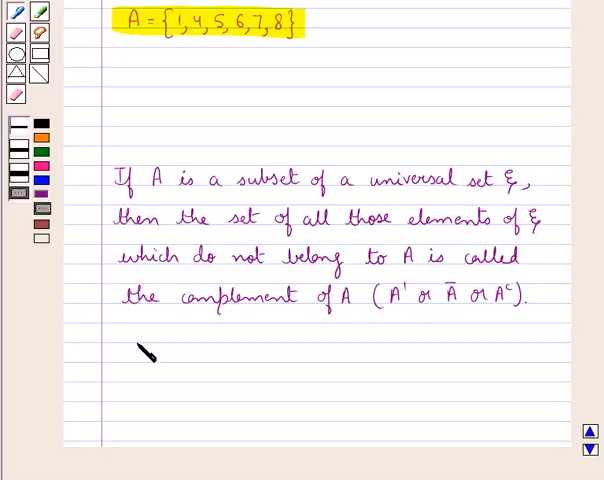 A = {1, 4, 5, 6, 7, 8}
If A is a subset of a universal set ξ,
then the set of all those elements of ξ
which do not belong to A is called
the complement of A ( A' or Ā or Aᶜ).